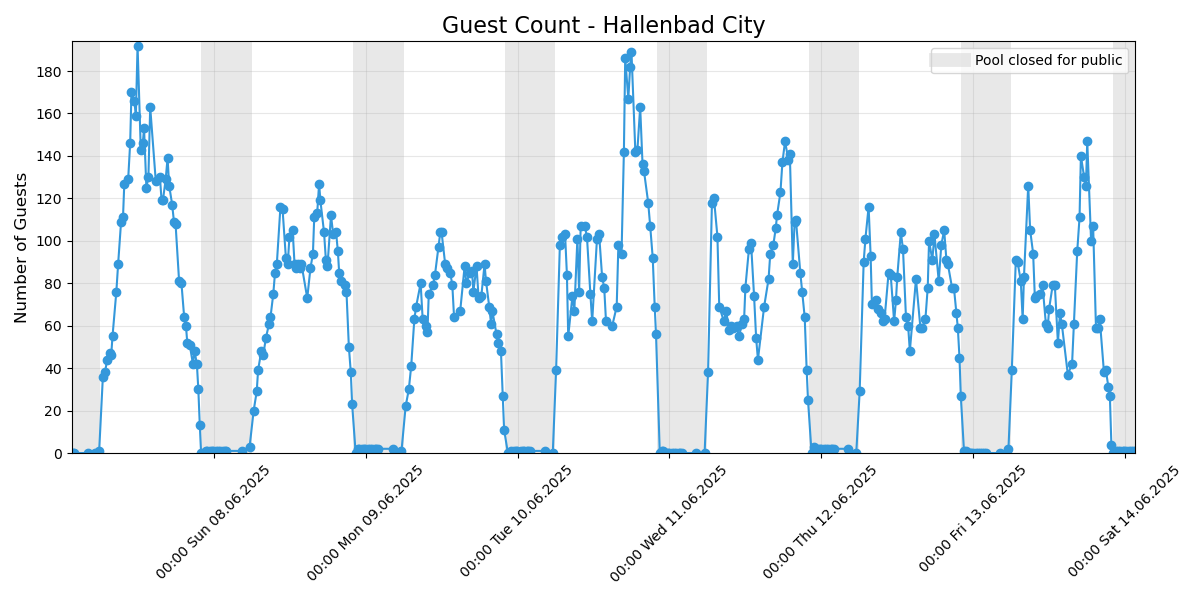 Guest Count - Hallenbad City
Pool closed for public
Number of Guests
180
160
140
120
100
80
60
40
20
0
00:00 Sun 08.06.2025
00:00 Mon 09.06.2025
00:00 Tue 10.06.2025
00:00 Wed 11.06.2025
00:00 Thu 12.06.2025
00:00 Fri 13.06.2025
00:00 Sat 14.06.2025